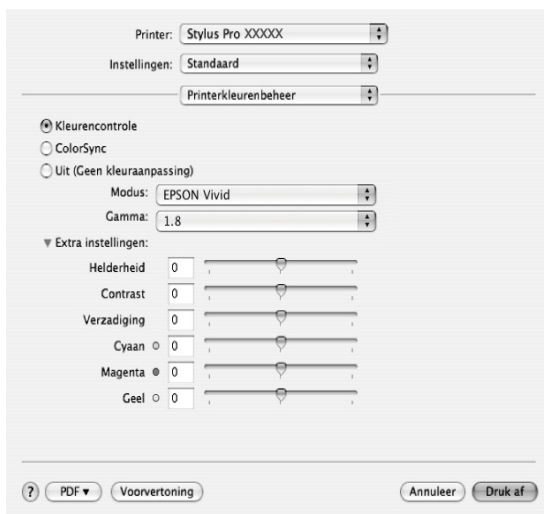 Printer: Stylus Pro XXXXX
Instellingen: Standaard
Printerkleurenbeheer
Kleurencontrole
ColorSync
Uit (Geen kleuraanpassing)
Modus: EPSON Vivid
Gamma: 1.8
Extra instellingen:
Helderheid 0
Contrast 0
Verzadiging 0
Cyaan 0
Magenta 0
Geel 0
? PDF Voorvertoning Annuleer Druk af